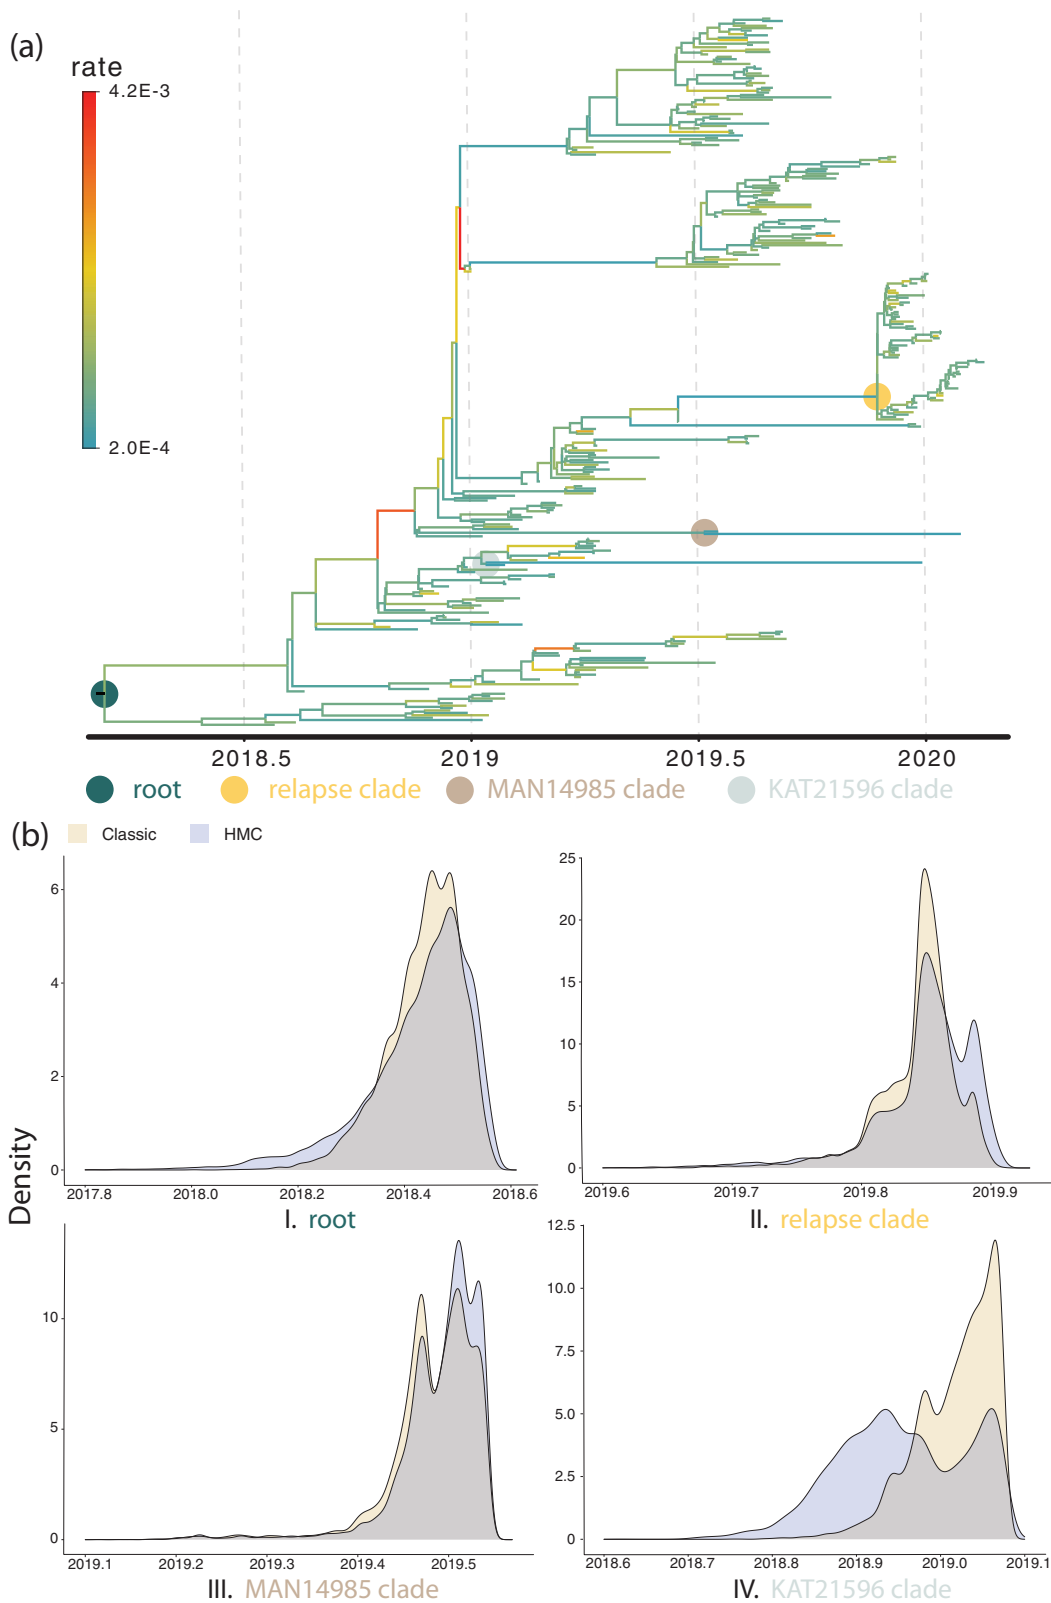 (a)
rate
4.2E-3
2.0E-4
2018.5 2019 2019.5 2020
root relapse clade MAN14985 clade KAT21596 clade
(b) Classic HMC
Density
6
4
2
0
2017.8 2018.0 2018.2 2018.4 2018.6
I. root
25
20
15
10
5
0
2019.6 2019.7 2019.8 2019.9
II. relapse clade
10
5
0
2019.1 2019.2 2019.3 2019.4 2019.5
III. MAN14985 clade
12.5
10.0
7.5
5.0
2.5
0
2018.6 2018.7 2018.8 2018.9 2019.0 2019.1
IV. KAT21596 clade